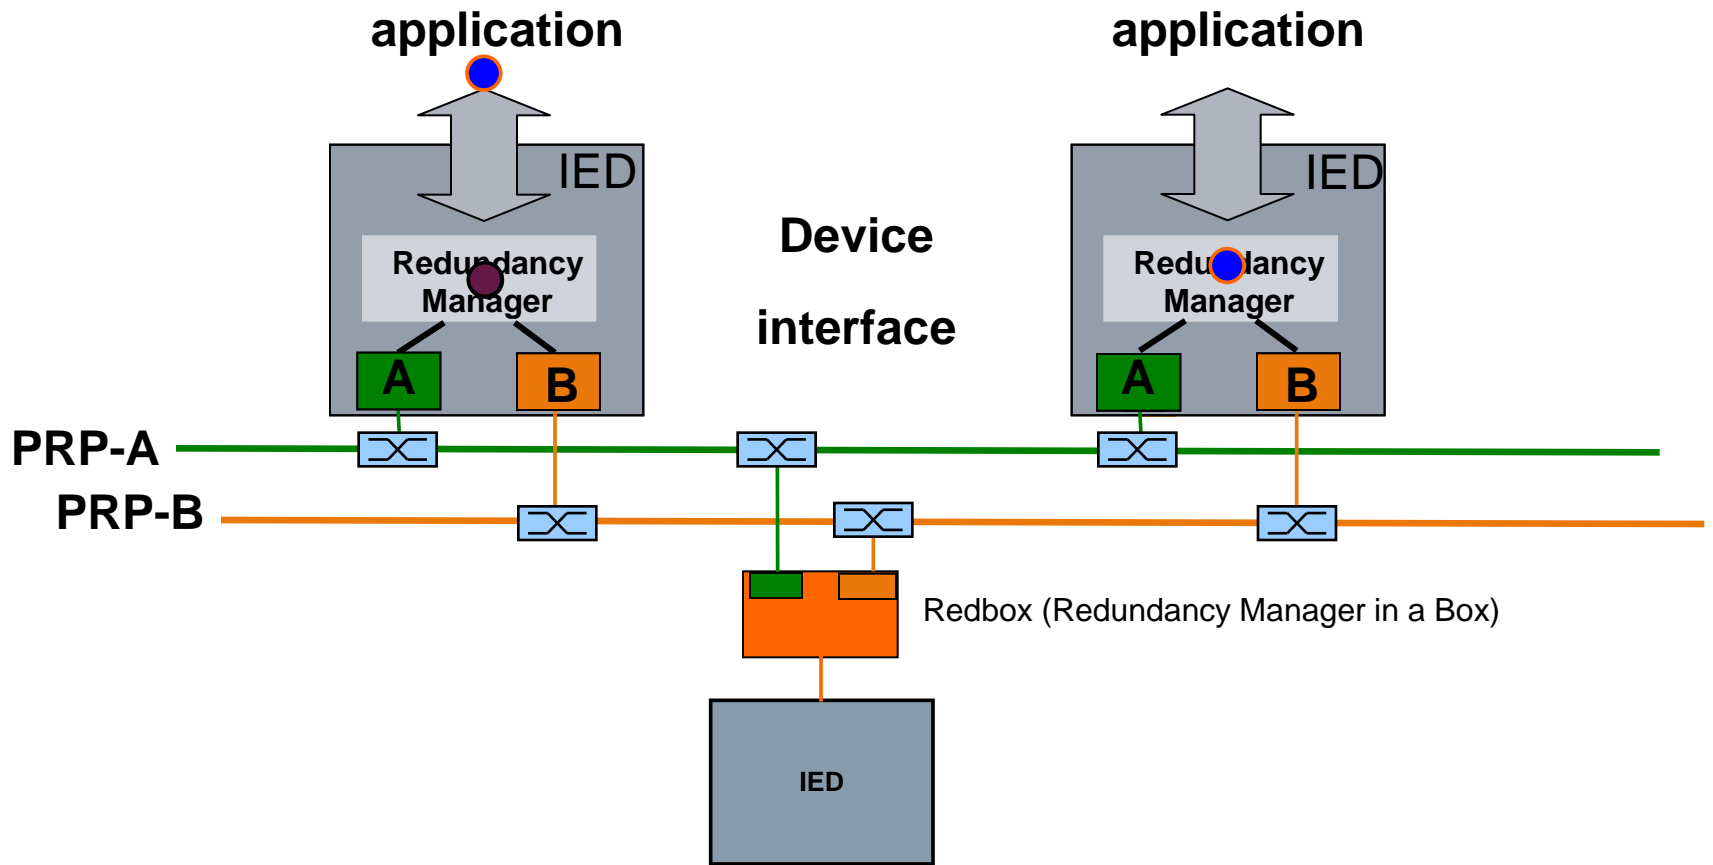 application
application
IED
IED
Device
interface
Redundancy
Manager
Redundancy
Manager
A
B
A
B
PRP-A
PRP-B
Redbox (Redundancy Manager in a Box)
IED